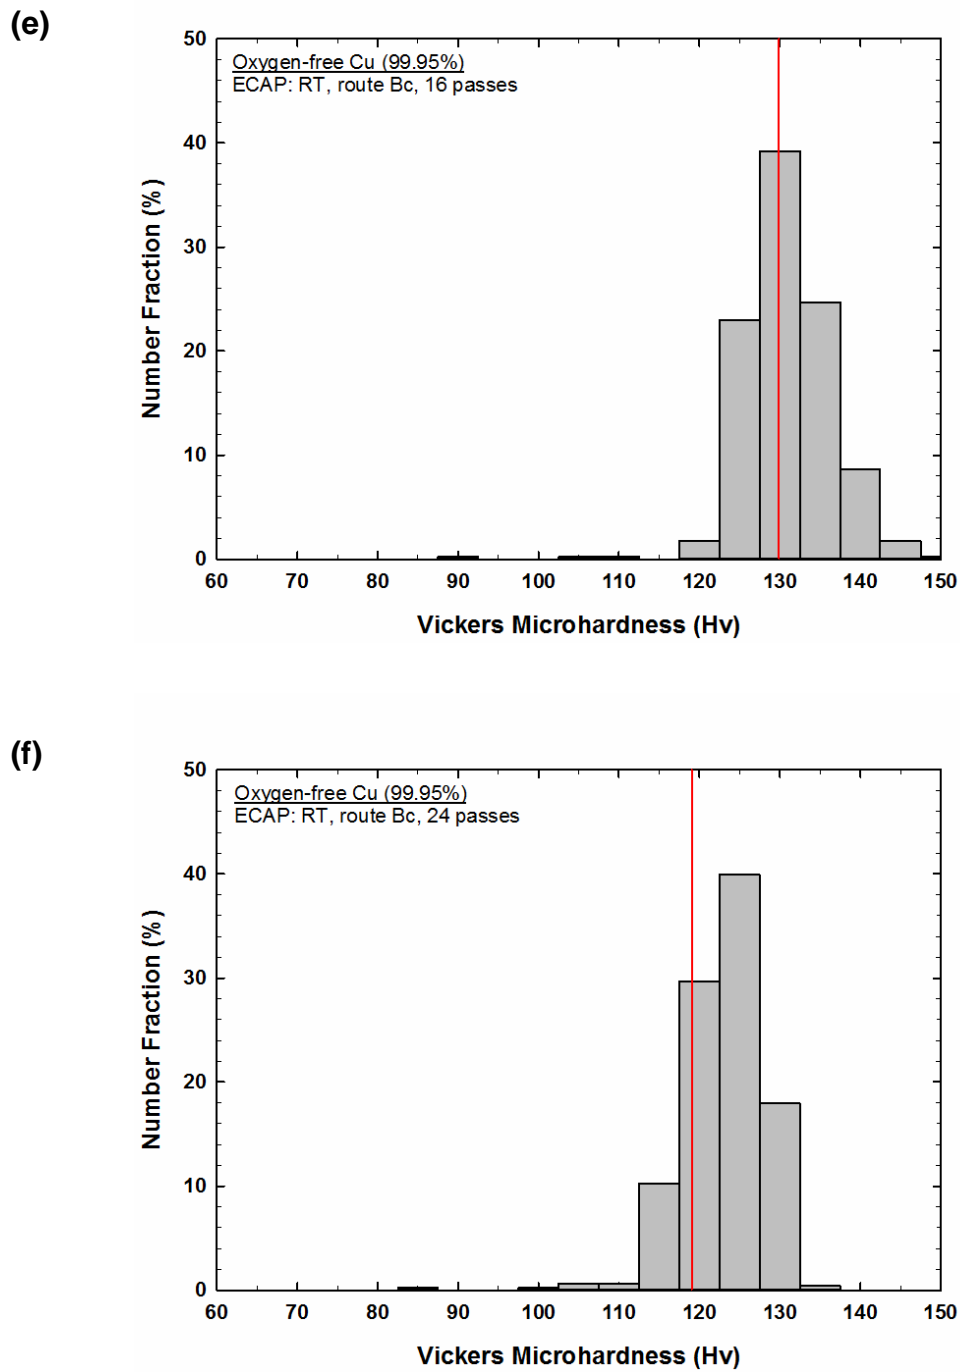 (e)
50
Oxygen-free Cu (99.95%)
ECAP: RT, route Bc, 16 passes
40
30
20
10
0
Number Fraction (%)
60 70 80 90 100 110 120 130 140 150
Vickers Microhardness (Hv)
(f)
50
Oxygen-free Cu (99.95%)
ECAP: RT, route Bc, 24 passes
40
30
20
10
0
Number Fraction (%)
60 70 80 90 100 110 120 130 140 150
Vickers Microhardness (Hv)